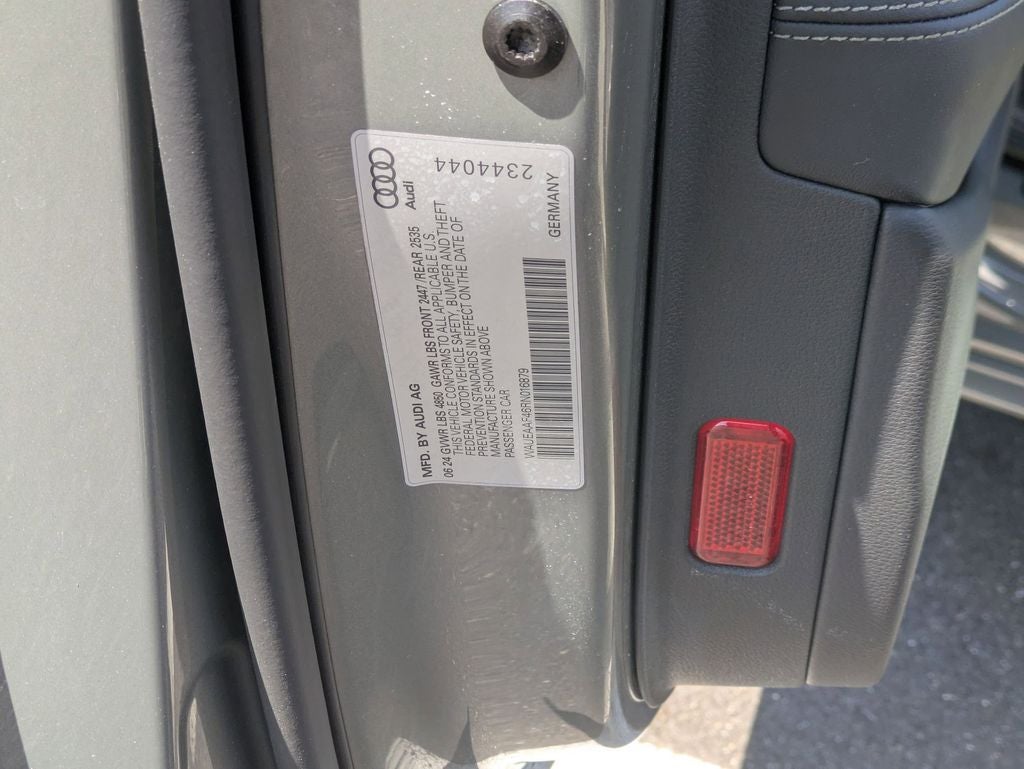 Audi
MFD. BY AUDI AG
06 24 GVWR LBS 4850 GAWR LBS FRONT 2447 /REAR 2535
THIS VEHICLE CONFORMS TO ALL APPLICABLE U.S.
FEDERAL MOTOR VEHICLE SAFETY, BUMPER AND THEFT
PREVENTION STANDARDS IN EFFECT ON THE DATE OF
MANUFACTURE SHOWN ABOVE
PASSENGER CAR
WAUEAAF46RN016879
GERMANY
2344044